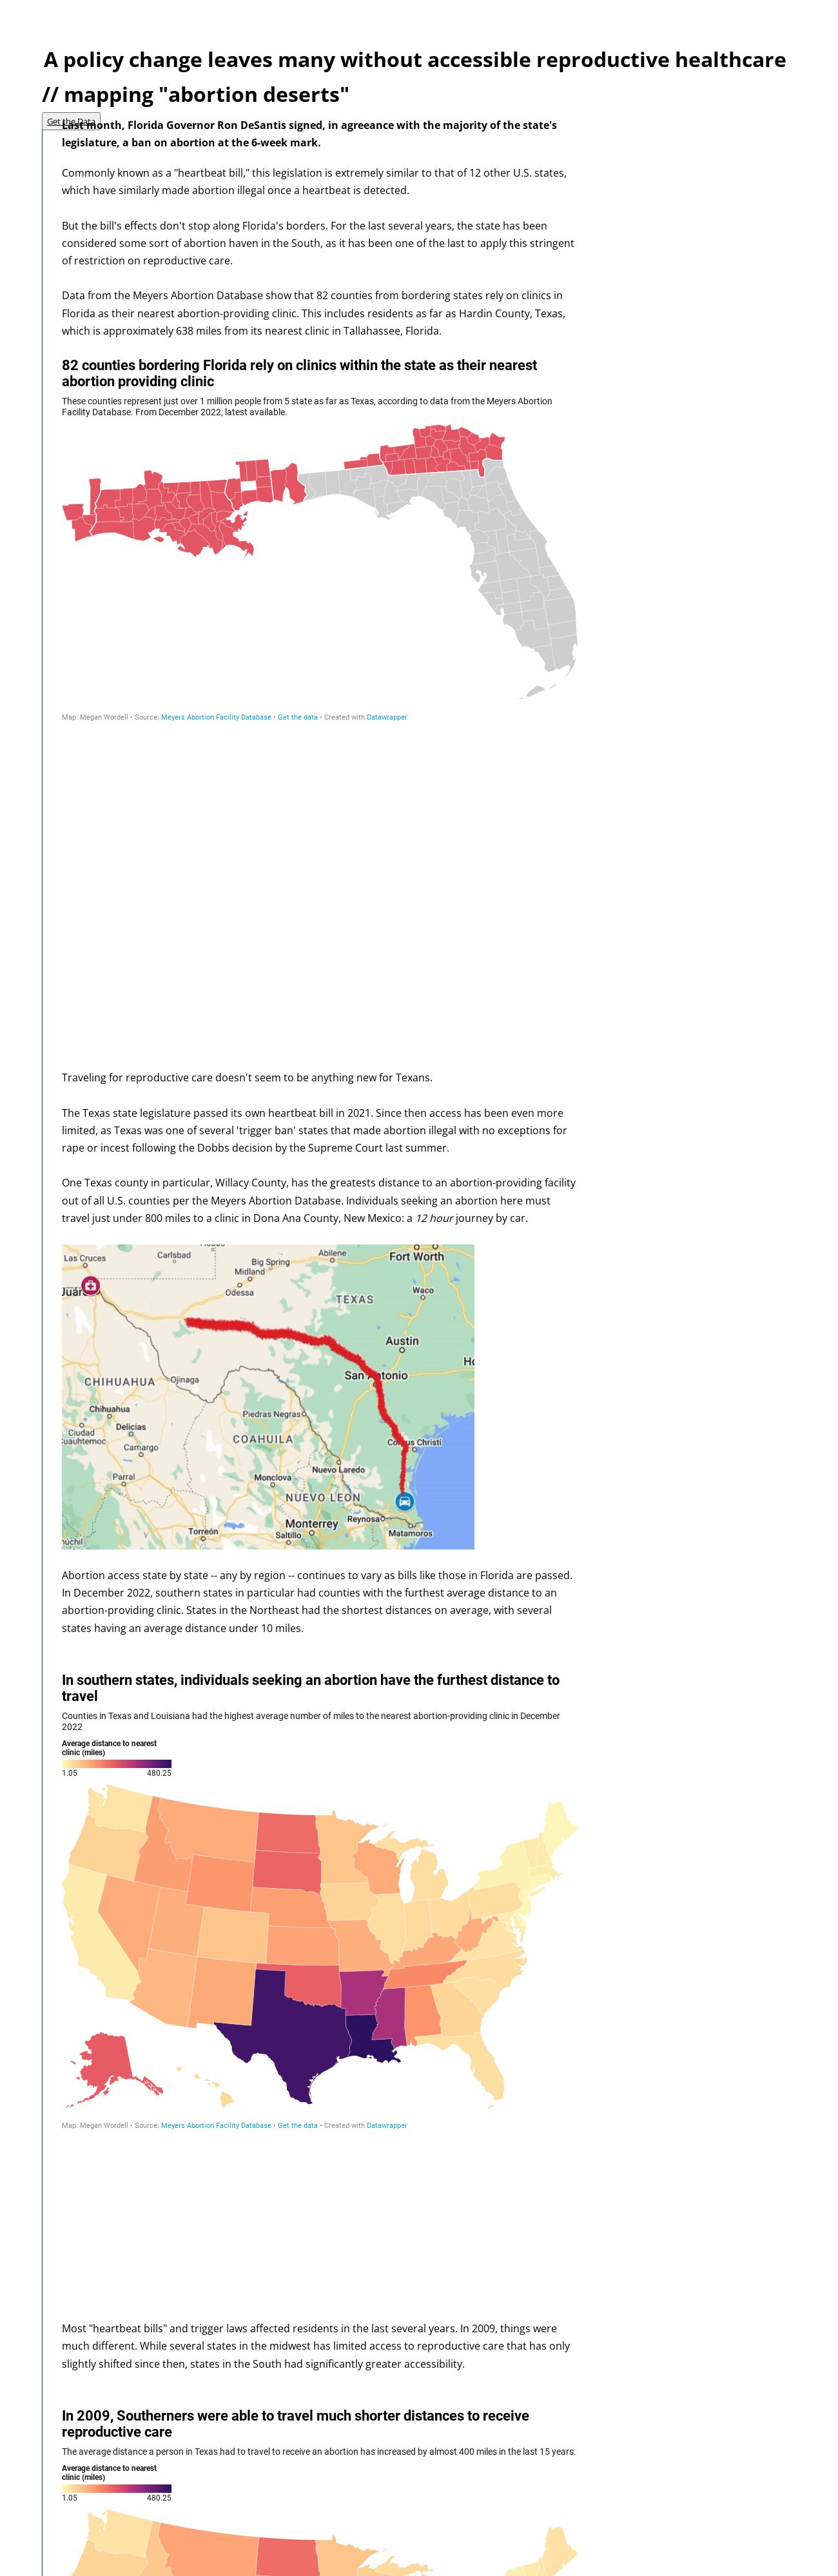 A policy change leaves many without accessible reproductive healthcare
// mapping "abortion deserts"
Get the Data
Last month, Florida Governor Ron DeSantis signed, in agreeance with the majority of the state's
legislature, a ban on abortion at the 6-week mark.
Commonly known as a "heartbeat bill," this legislation is extremely similar to that of 12 other U.S. states,
which have similarly made abortion illegal once a heartbeat is detected.
But the bill's effects don't stop along Florida's borders. For the last several years, the state has been
considered some sort of abortion haven in the South, as it has been one of the last to apply this stringent
of restriction on reproductive care.
Data from the Meyers Abortion Database show that 82 counties from bordering states rely on clinics in
Florida as their nearest abortion-providing clinic. This includes residents as far as Hardin County, Texas,
which is approximately 638 miles from its nearest clinic in Tallahassee, Florida.
82 counties bordering Florida rely on clinics within the state as their nearest
abortion providing clinic
These counties represent just over 1 million people from 5 state as far as Texas, according to data from the Meyers Abortion
Facility Database. From December 2022, latest available.
Map: Megan Wordell • Source: Meyers Abortion Facility Database • Get the data • Created with Datawrapper
Traveling for reproductive care doesn't seem to be anything new for Texans.
The Texas state legislature passed its own heartbeat bill in 2021. Since then access has been even more
limited, as Texas was one of several 'trigger ban' states that made abortion illegal with no exceptions for
rape or incest following the Dobbs decision by the Supreme Court last summer.
One Texas county in particular, Willacy County, has the greatests distance to an abortion-providing facility
out of all U.S. counties per the Meyers Abortion Database. Individuals seeking an abortion here must
travel just under 800 miles to a clinic in Dona Ana County, New Mexico: a 12 hour journey by car.
Las Cruces
Carlsbad
Big Spring
Abilene
Fort Worth
Midland
Odessa
TEXAS
Waco
Austin
San Antonio
CHIHUAHUA
Ojinaga
Chihuahua
Ciudad
Cuauhtemoc
Delicias
Camargo
Piedras Negras
COAHUILA
Corpus Christi
Parral
Monclova
Nuevo Laredo
NUEVO LEON
Reynosa
Monterrey
Matamoros
Torreón
Saltillo
Abortion access state by state -- any by region -- continues to vary as bills like those in Florida are passed.
In December 2022, southern states in particular had counties with the furthest average distance to an
abortion-providing clinic. States in the Northeast had the shortest distances on average, with several
states having an average distance under 10 miles.
In southern states, individuals seeking an abortion have the furthest distance to
travel
Counties in Texas and Louisiana had the highest average number of miles to the nearest abortion-providing clinic in December
2022
Average distance to nearest
clinic (miles)
1.05 480.25
Map: Megan Wordell • Source: Meyers Abortion Facility Database • Get the data • Created with Datawrapper
Most "heartbeat bills" and trigger laws affected residents in the last several years. In 2009, things were
much different. While several states in the midwest has limited access to reproductive care that has only
slightly shifted since then, states in the South had significantly greater accessibility.
In 2009, Southerners were able to travel much shorter distances to receive
reproductive care
The average distance a person in Texas had to travel to receive an abortion has increased by almost 400 miles in the last 15 years.
Average distance to nearest
clinic (miles)
1.05 480.25